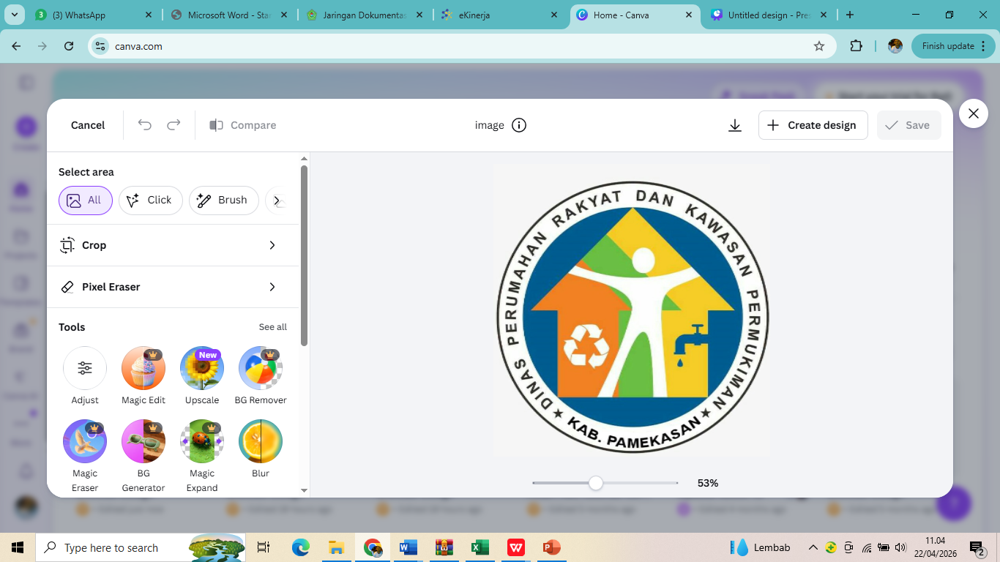 (3) WhatsApp
Microsoft Word - Sta
Jaringan Dokumentas
eKinerja
Home - Canva
Untitled design - Pres
canva.com
Finish update
Cancel
Compare
image
Create design
Save
Select area
All
Click
Brush
Crop
Pixel Eraser
Tools
See all
New
Adjust
Magic Edit
Upscale
BG Remover
Magic
Eraser
BG
Generator
Magic
Expand
Blur
DINAS PERUMAHAN RAKYAT DAN KAWASAN PERMUKIMAN
KAB. PAMEKASAN
53%
Type here to search
Lembab
11.04
22/04/2026
2